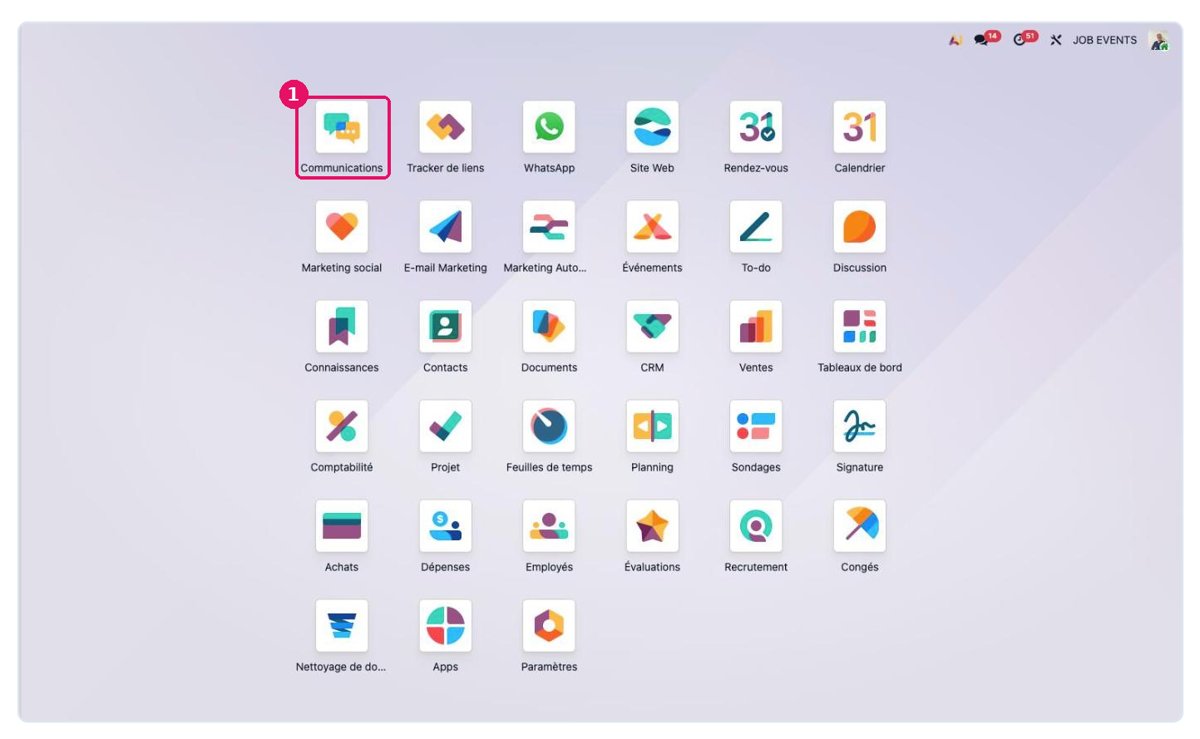 14 51 JOB EVENTS
1
Communications Tracker de liens WhatsApp Site Web Rendez-vous Calendrier
31 31
Marketing social E-mail Marketing Marketing Auto... Événements To-do Discussion
Connaissances Contacts Documents CRM Ventes Tableaux de bord
Comptabilité Projet Feuilles de temps Planning Sondages Signature
$
Achats Dépenses Employés Évaluations Recrutement Congés
Nettoyage de do... Apps Paramètres